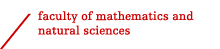 faculty of mathematics and
natural sciences